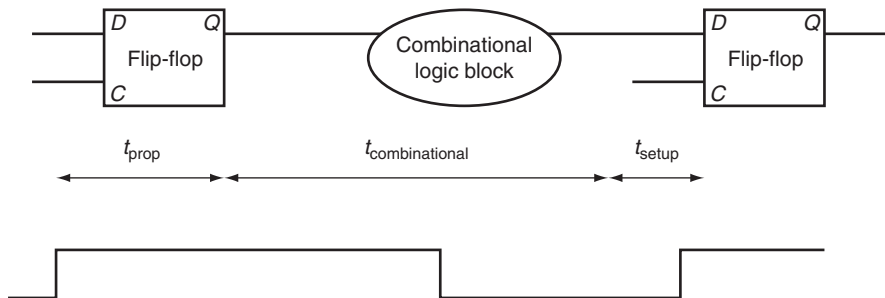 D Q
Flip-flop
C
Combinational
logic block
D Q
Flip-flop
C
tprop
tcombinational
tsetup